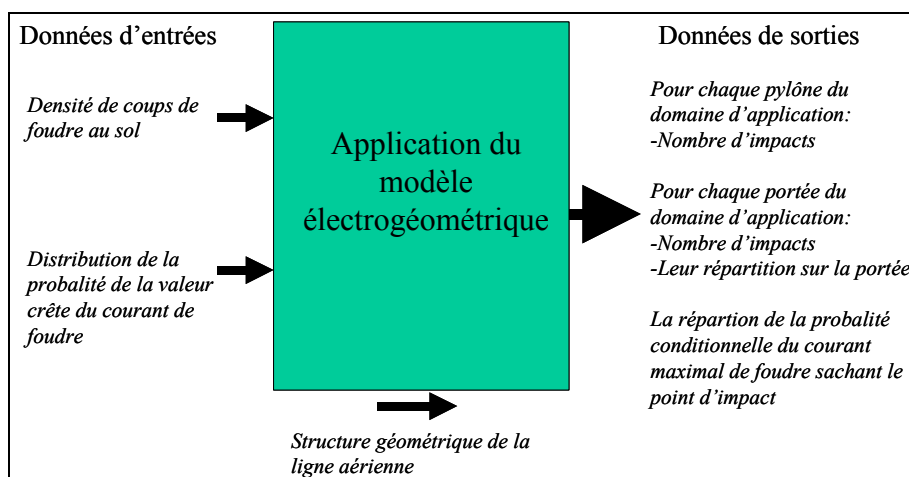 Données d'entrées
Densité de coups de
foudre au sol
Distribution de la
probalité de la valeur
crête du courant de
foudre
Application du
modèle
électrogéométrique
Structure géométrique de la
ligne aérienne
Données de sorties
Pour chaque pylône du
domaine d'application:
-Nombre d'impacts
Pour chaque portée du
domaine d'application:
-Nombre d'impacts
-Leur répartition sur la portée
La répartion de la probalité
conditionnelle du courant
maximal de foudre sachant le
point d'impact